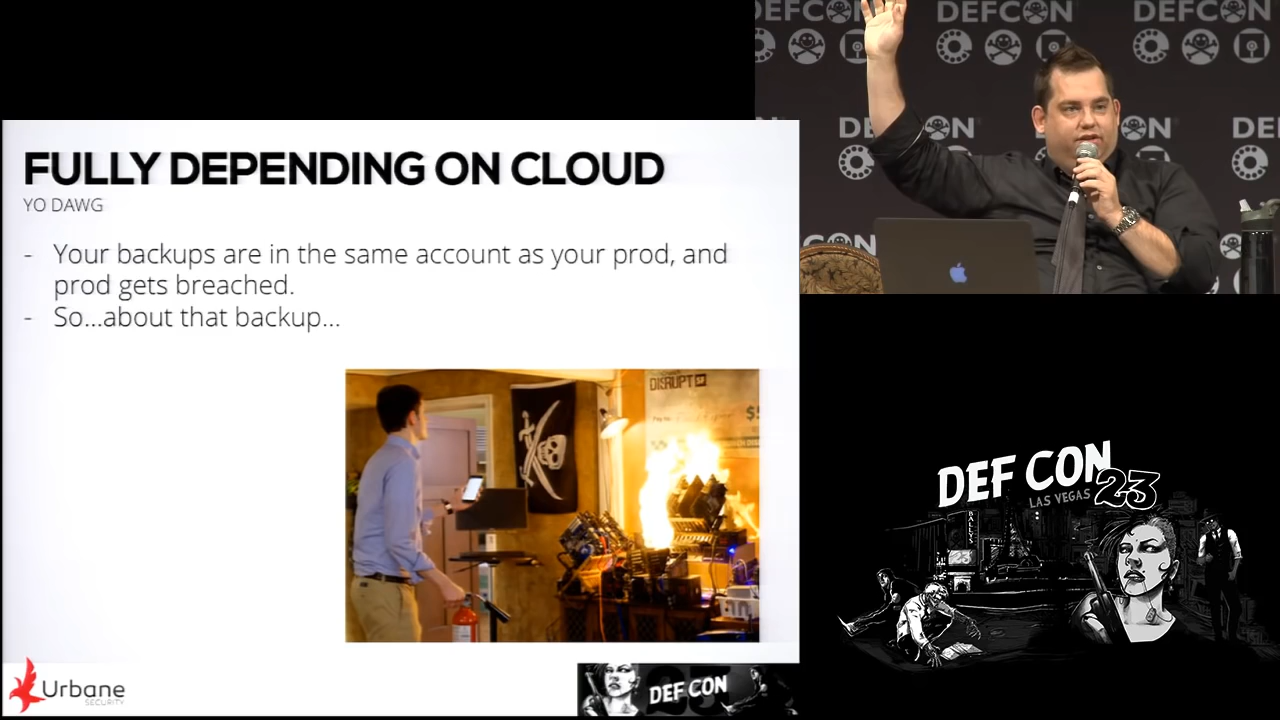 FULLY DEPENDING ON CLOUD
YO DAWG
- Your backups are in the same account as your prod, and
prod gets breached.
- So...about that backup...
DISRUPT
Urbane
SECURITY
DEF CON
DEFCON
DEFCON
DEF CON 23
LAS VEGAS
BALLYS